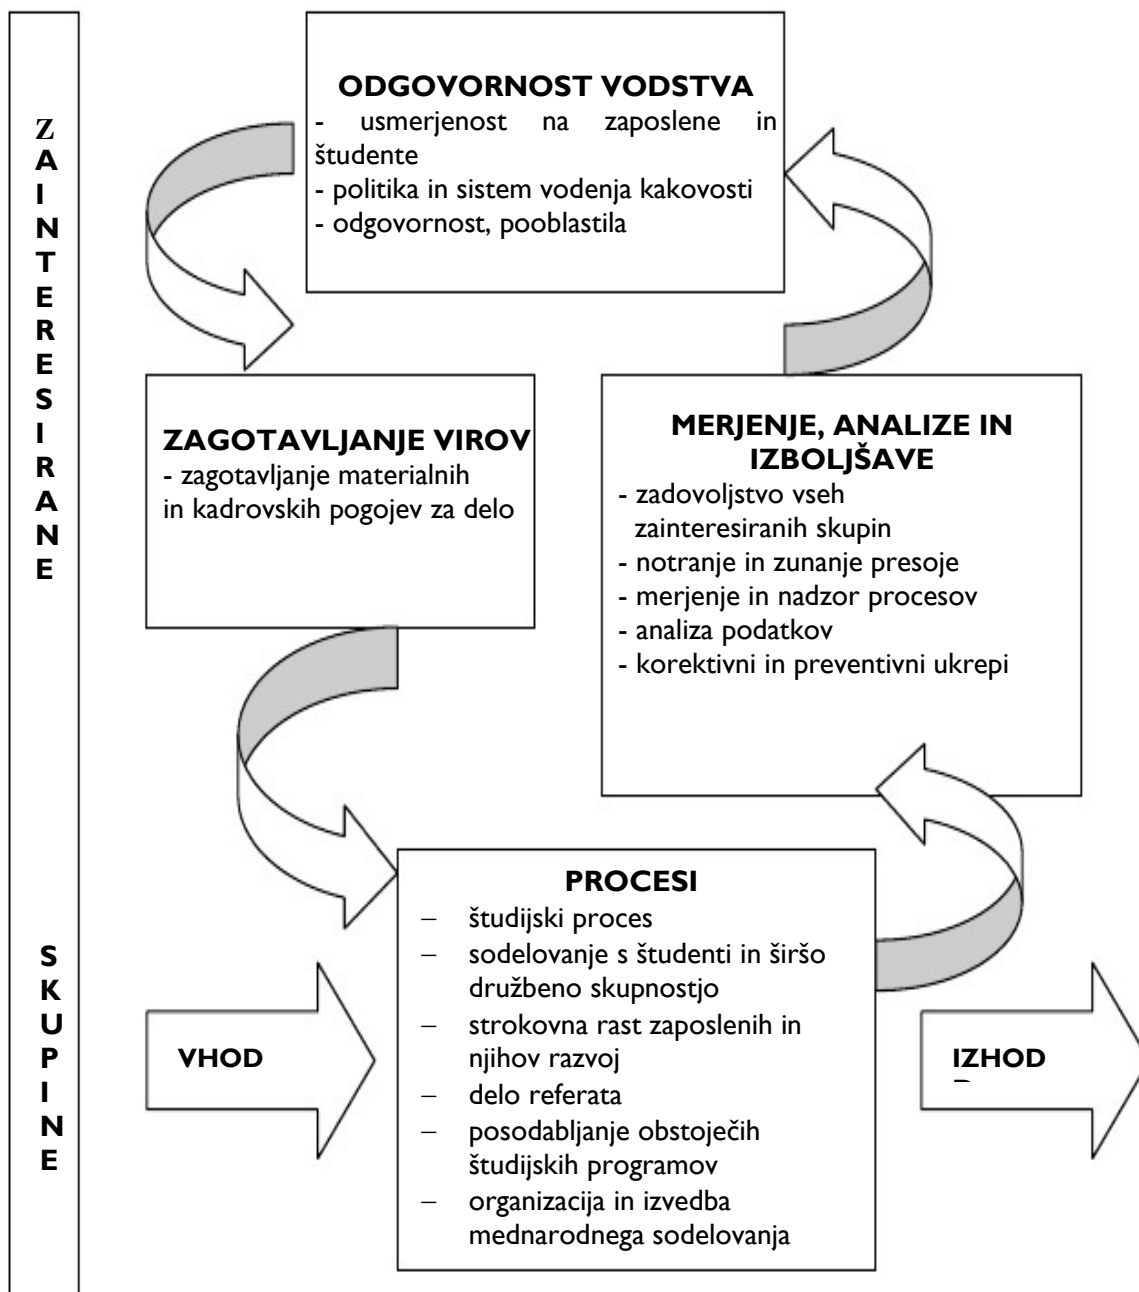 ZAINTERESIRANE
SKUPINE
ODGOVORNOST VODSTVA
- usmerjenost na zaposlene in
študente
- politika in sistem vodenja kakovosti
- odgovornost, pooblastila
ZAGOTAVLJANJE VIROV
- zagotavljanje materialnih
in kadrovskih pogojev za delo
MERJENJE, ANALIZE IN
IZBOLJŠAVE
- zadovoljstvo vseh
zainteresiranih skupin
- notranje in zunanje presoje
- merjenje in nadzor procesov
- analiza podatkov
- korektivni in preventivni ukrepi
PROCESI
– študijski proces
– sodelovanje s študenti in širšo
družbeno skupnostjo
– strokovna rast zaposlenih in
njihov razvoj
– delo referata
– posodabljanje obstoječih
študijskih programov
– organizacija in izvedba
mednarodnega sodelovanja
VHOD
IZHOD